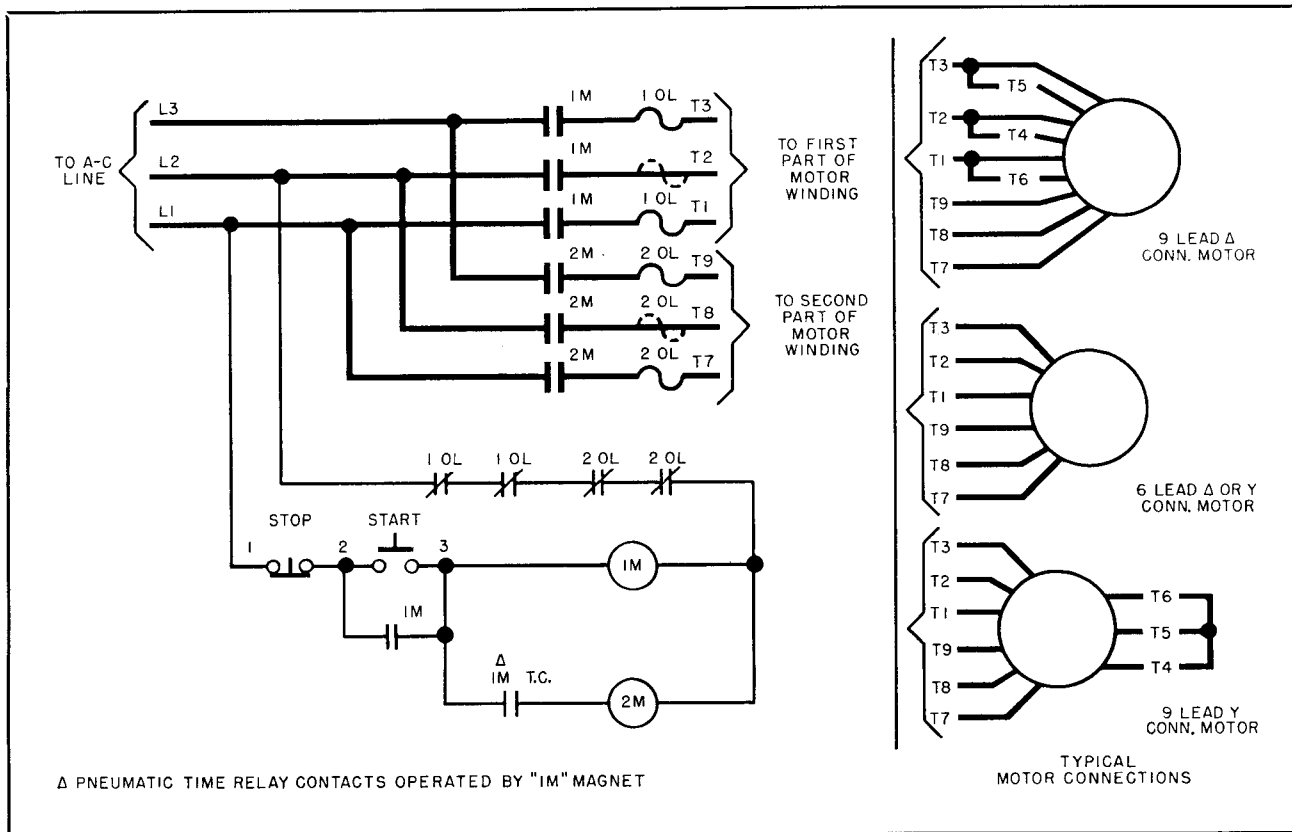 L3
L2
L1
TO A-C
LINE
1M
1 OL
T3
1M
T2
1M
1 OL
T1
2M
2 OL
T9
2M
2 OL
T8
2M
2 OL
T7
TO FIRST
PART OF
MOTOR
WINDING
TO SECOND
PART OF
MOTOR
WINDING
1 OL
1 OL
2 OL
2 OL
STOP
START
1
2
3
1M
1M
Δ
1M T.C.
2M
Δ PNEUMATIC TIME RELAY CONTACTS OPERATED BY "1M" MAGNET
T3
T5
T2
T4
T1
T6
T9
T8
T7
9 LEAD Δ
CONN. MOTOR
T3
T2
T1
T9
T8
T7
6 LEAD Δ OR Y
CONN. MOTOR
T3
T2
T1
T9
T8
T7
T6
T5
T4
9 LEAD Y
CONN. MOTOR
TYPICAL
MOTOR CONNECTIONS